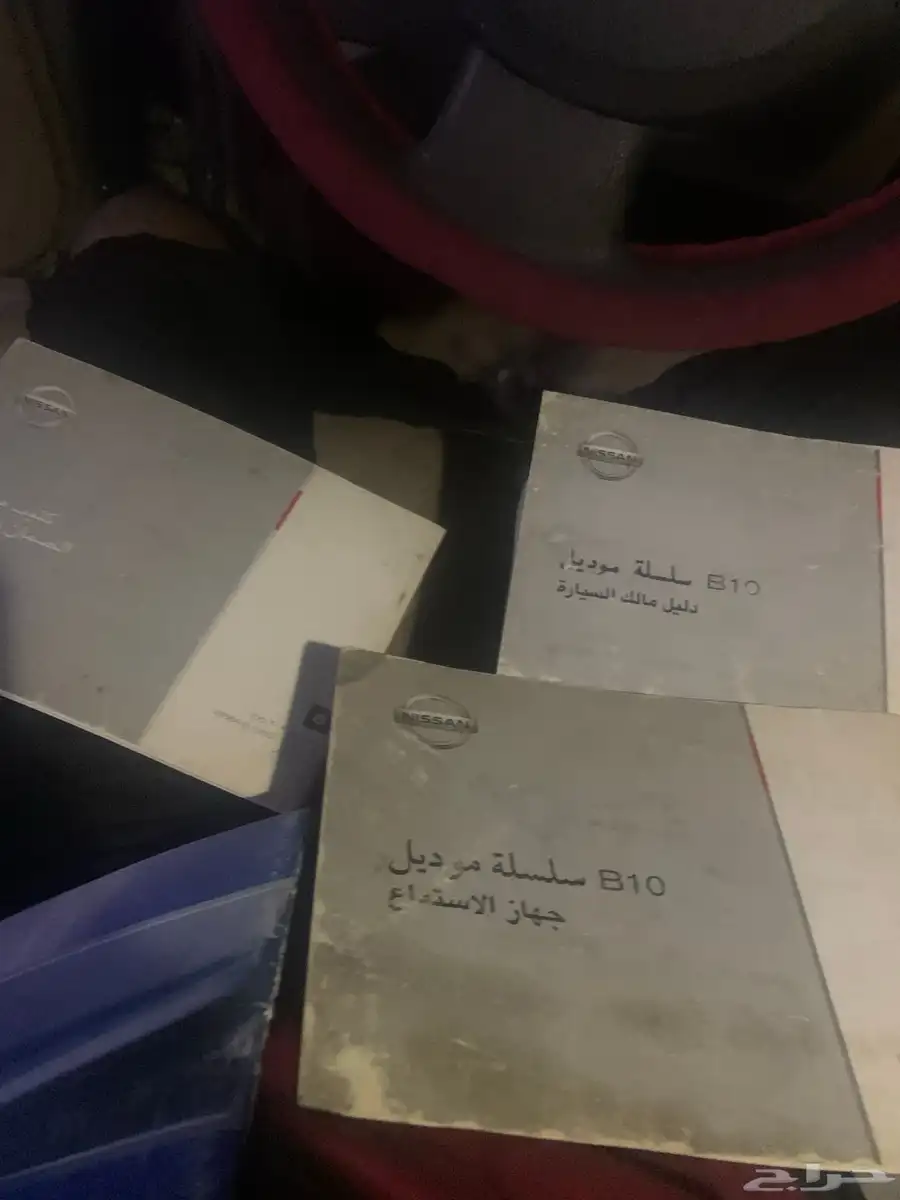 NISSAN
NISSAN
B10 سلسلة موديل
دليل مالك السيارة
NISSAN
B10 سلسلة موديل
جهاز الاستدعاء
حراج